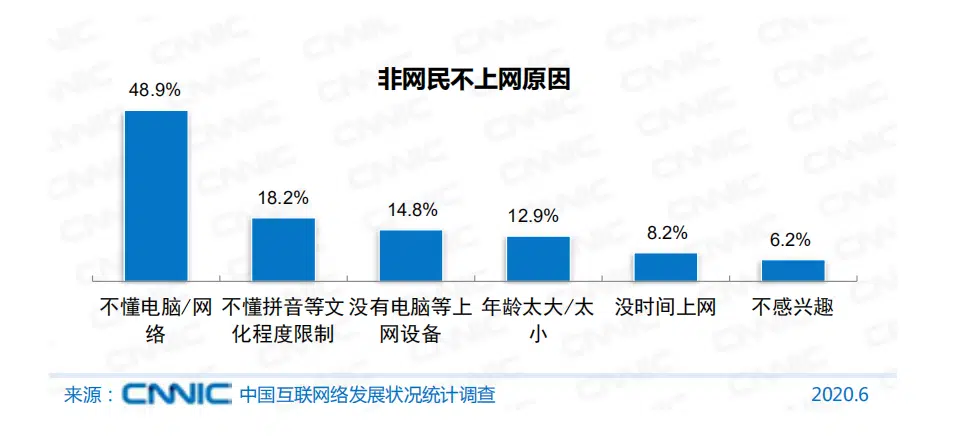 非网民不上网原因
48.9%
18.2%
14.8%
12.9%
8.2%
6.2%
不懂电脑/网
络
不懂拼音等文
化程度限制
没有电脑等上
网设备
年龄太大/太
小
没时间上网
不感兴趣
来源：CNNIC 中国互联网络发展状况统计调查
2020.6